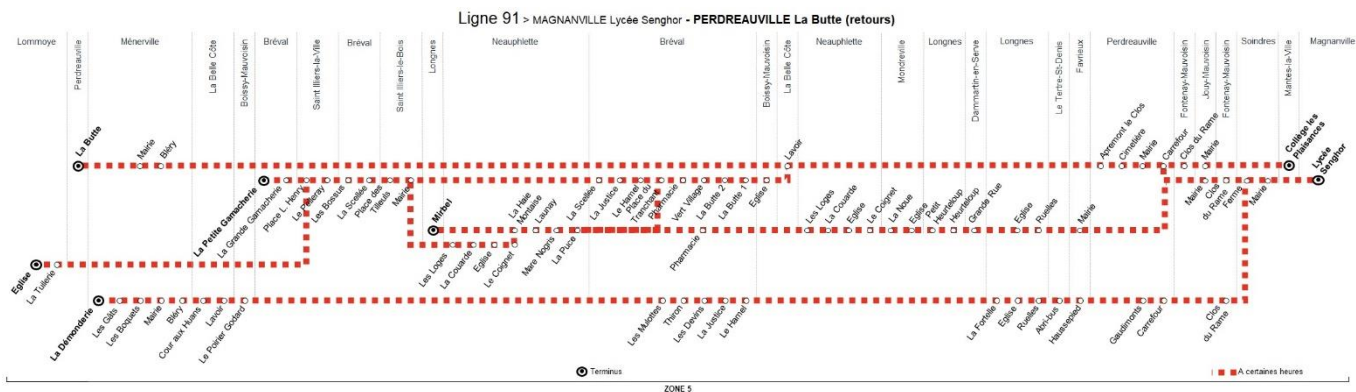 Ligne 91 > MAGNANVILLE Lycée Senghor - PERDREAUVILLE La Butte (retours)
Lommoye
Perdreauville
Ménerville
La Belle Côte
Boissy-Mauvoisin
Bréval
Saint Illiers-la-Ville
Bréval
Saint Illiers-le-Bois
Longnes
Neauphlette
Bréval
Boissy-Mauvoisin
La Belle Côte
Neauphlette
Mondreville
Longnes
Dammartin-en-Serve
Longnes
Le Tertre-St-Denis
Favrieux
Perdreauville
Fontenay-Mauvoisin
Jouy-Mauvoisin
Fontenay-Mauvoisin
Soindres
Mantes-la-Ville
Magnanville
La Butte
Mairie
Bléry
Lavoir
Apremont le Clos
Cimetière
Mairie
Carrefour
Clos du Rame
Mairie
Collège les
Plaisances
Lycée
Senghor
La Petite Gamacherie
La Grande Gamacherie
Place L. Henry
Le Pelleray
Les Bossus
La Scellée
Place des
Tilleuls
Mairie
La Scellée
La Justice
Le Hamel
Place du
Tranchard
Pharmacie
Vert Village
La Butte 2
La Butte 1
Eglise
Mairie
Clos
du Rame
Ferme
Mairie
Mirbel
La Haie
Montaise
Launay
Mare Nogris
La Puce
Pharmacie
Les Loges
La Couarde
Eglise
Le Coignet
La Noue
Eglise
Petit
Heurteloup
Heurteloup
Grande Rue
Eglise
Ruelles
Mairie
Les Loges
La Couarde
Eglise
Le Coignet
Eglise
La Tuilerie
La Démonderie
Les Gâts
Les Boquets
Mairie
Bléry
Cour aux Huans
Lavoir
Le Poirier Godard
Les Mulottes
Thiron
Les Devins
La Justice
Le Hamel
La Fortelle
Eglise
Ruelles
Abri-bus
Haussepied
Gaudimonts
Carrefour
Clos
du Rame
Terminus
A certaines heures
ZONE 5